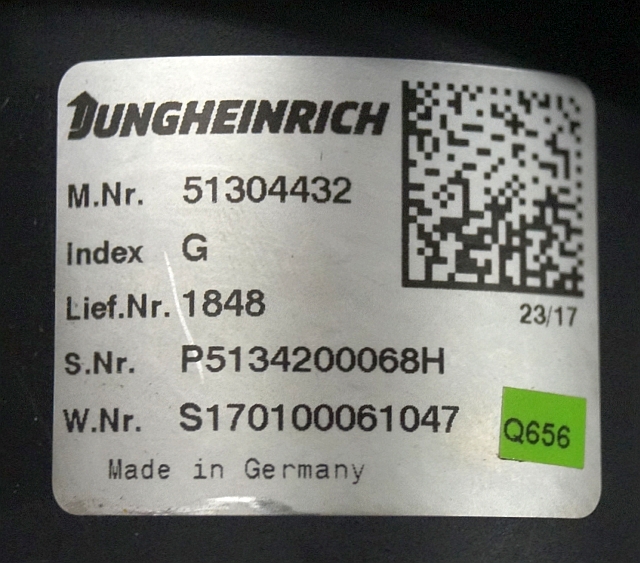 JUNGHEINRICH
M.Nr. 51304432
Index G
Lief.Nr. 1848
23/17
S.Nr. P5134200068H
W.Nr. S170100061047
Q656
Made in Germany